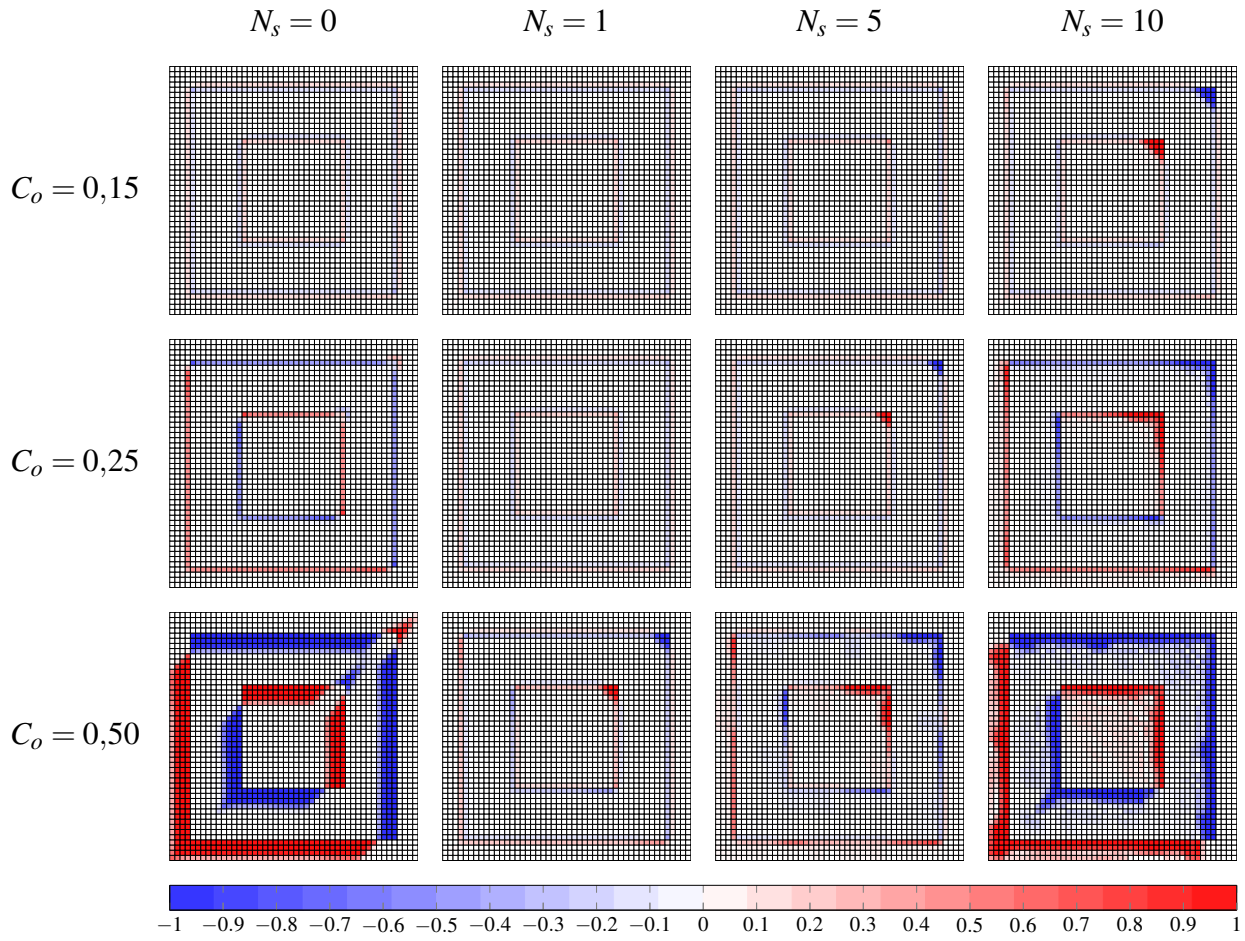 N_s = 0 N_s = 1 N_s = 5 N_s = 10
C_o = 0,15
C_o = 0,25
C_o = 0,50
−1 −0.9 −0.8 −0.7 −0.6 −0.5 −0.4 −0.3 −0.2 −0.1 0 0.1 0.2 0.3 0.4 0.5 0.6 0.7 0.8 0.9 1